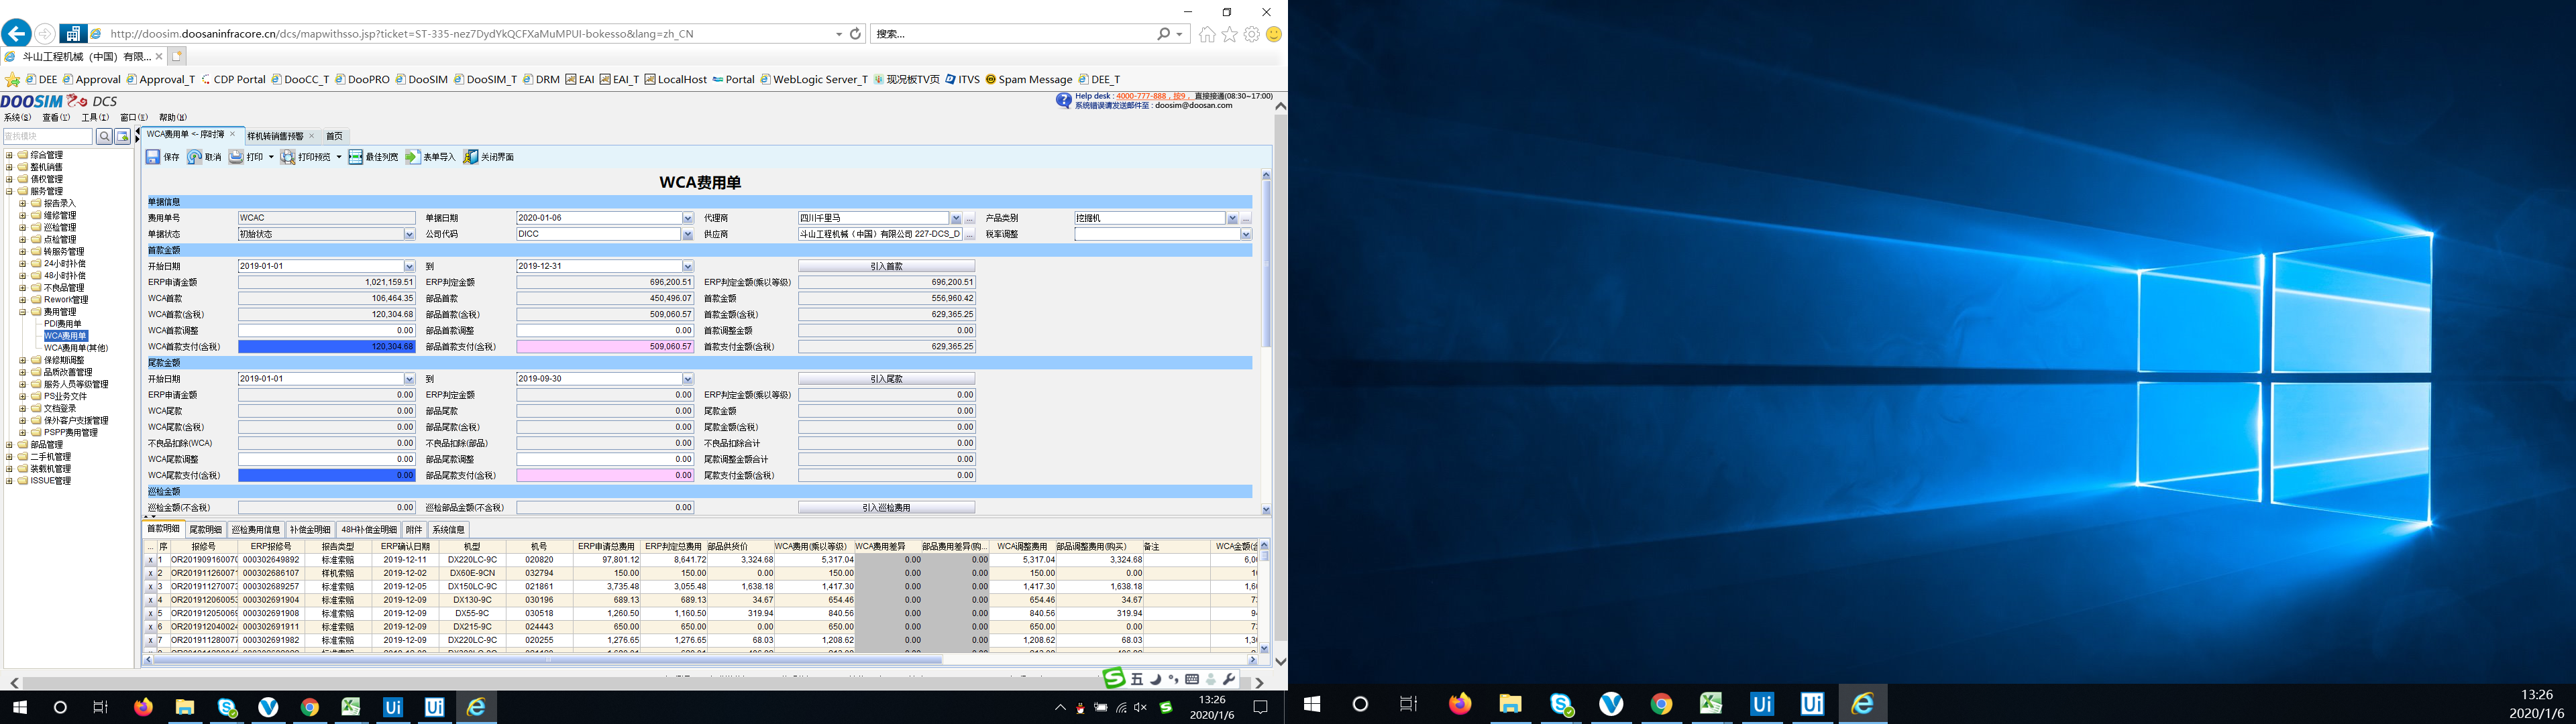 http://doosim.doosaninfracore.cn/dcs/mapwithsso.jsp?ticket=ST-335-nez7DydYkQCFXaMuMPUI-bokesso&lang=zh_CN 搜索...
斗山工程机械（中国）有限...
DEE Approval Approval_T CDP Portal DooCC_T DooPRO DooSIM DooSIM_T DRM EAI EAI_T LocalHost Portal WebLogic Server_T 现况板TV页 ITVS Spam Message DEE_T
DOOSIM DCS
Help desk : 4000-777-888，按9， 直接接通(08:30~17:00)
系统错误请发送邮件至 : doosim@doosan.com
系统(S) 查看(V) 工具(I) 窗口(E) 帮助(H)
查找模块
WCA费用单 <- 序时簿 样机转销售预警 首页
保存 取消 打印 打印预览 最佳列宽 表单导入 关闭界面
综合管理
整机销售
债权管理
服务管理
报告录入
维修管理
巡检管理
点检管理
转服务管理
24小时补偿
48小时补偿
不良品管理
Rework管理
费用管理
PDI费用单
WCA费用单
WCA费用单(其他)
保修期调整
品质改善管理
服务人员等级管理
PS业务文件
文档登录
保外客户支援管理
PSPP费用管理
部品管理
二手机管理
装载机管理
ISSUE管理
WCA费用单
单据信息
费用单号 WCAC 单据日期 2020-01-06 代理商 四川千里马 产品类别 挖掘机
单据状态 初始状态 公司代码 DICC 供应商 斗山工程机械（中国）有限公司 227-DCS_D 税率调整
首款金额
开始日期 2019-01-01 到 2019-12-31 引入首款
ERP申请金额 1,021,159.51 ERP判定金额 696,200.51 ERP判定金额(乘以等级) 696,200.51
WCA首款 106,464.35 部品首款 450,496.07 首款金额 556,960.42
WCA首款(含税) 120,304.68 部品首款(含税) 509,060.57 首款金额(含税) 629,365.25
WCA首款调整 0.00 部品首款调整 0.00 首款调整金额 0.00
WCA首款支付(含税) 120,304.68 部品首款支付(含税) 509,060.57 首款支付金额(含税) 629,365.25
尾款金额
开始日期 2019-01-01 到 2019-09-30 引入尾款
ERP申请金额 0.00 ERP判定金额 0.00 ERP判定金额(乘以等级) 0.00
WCA尾款 0.00 部品尾款 0.00 尾款金额 0.00
WCA尾款(含税) 0.00 部品尾款(含税) 0.00 尾款金额(含税) 0.00
不良品扣除(WCA) 0.00 不良品扣除(部品) 0.00 不良品扣除合计 0.00
WCA尾款调整 0.00 部品尾款调整 0.00 尾款调整金额合计 0.00
WCA尾款支付(含税) 0.00 部品尾款支付(含税) 0.00 尾款支付金额(含税) 0.00
巡检金额
巡检金额(不含税) 0.00 巡检部品金额(不含税) 0.00 引入巡检费用
首款明细 尾款明细 巡检费用信息 补偿金明细 48H补偿金明细 附件 系统信息
... 序 报修号 ERP报修号 报告类型 ERP确认日期 机型 机号 ERP申请总费用 ERP判定总费用 部品供货价 WCA费用(乘以等级) WCA费用差异 部品费用差异(购... WCA调整费用 部品调整费用(购买) 备注 WCA金额(含
x 1 OR201909160070 000302649892 标准索赔 2019-12-11 DX220LC-9C 020820 97,801.12 8,641.72 3,324.68 5,317.04 0.00 0.00 5,317.04 3,324.68 6,00
x 2 OR201911260071 000302686107 样机索赔 2019-12-02 DX60E-9CN 032794 150.00 150.00 0.00 150.00 0.00 0.00 150.00 0.00 1
x 3 OR201911270073 000302689257 标准索赔 2019-12-05 DX150LC-9C 021861 3,735.48 3,055.48 1,638.18 1,417.30 0.00 0.00 1,417.30 1,638.18 1,60
x 4 OR201912060053 000302691904 标准索赔 2019-12-09 DX130-9C 030196 689.13 689.13 34.67 654.46 0.00 0.00 654.46 34.67 7
x 5 OR201912050069 000302691908 标准索赔 2019-12-09 DX55-9C 030518 1,260.50 1,160.50 319.94 840.56 0.00 0.00 840.56 319.94 9
x 6 OR201912040024 000302691911 标准索赔 2019-12-09 DX215-9C 024443 650.00 650.00 0.00 650.00 0.00 0.00 650.00 0.00 7
x 7 OR201911280077 000302691982 标准索赔 2019-12-09 DX220LC-9C 020255 1,276.65 1,276.65 68.03 1,208.62 0.00 0.00 1,208.62 68.03 1,3
五
13:26
2020/1/6
13:26
2020/1/6